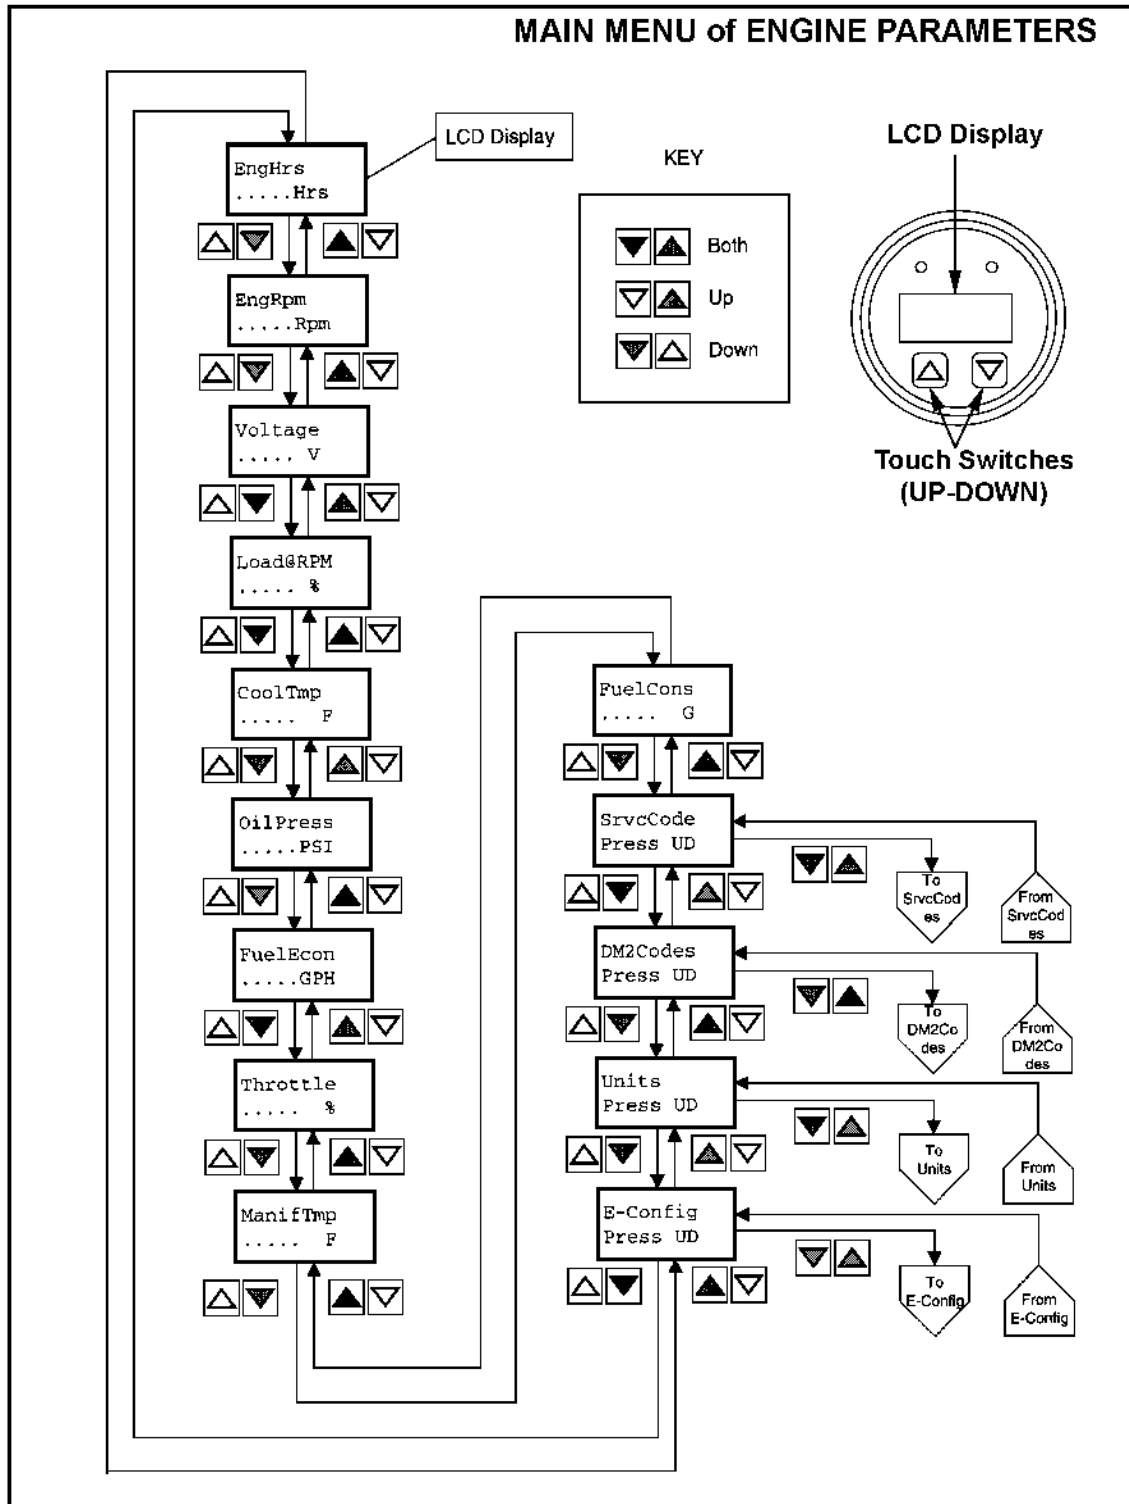 MAIN MENU of ENGINE PARAMETERS
LCD Display
KEY
Both
Up
Down
LCD Display
Touch Switches
(UP-DOWN)
EngHrs
.....Hrs
EngRpm
.....Rpm
Voltage
..... V
Load@RPM
..... %
CoolTmp
..... F
OilPress
.....PSI
FuelEcon
.....GPH
Throttle
..... %
ManifTmp
..... F
FuelCons
..... G
SrvcCode
Press UD
To
SrvcCod
es
From
SrvcCod
es
DM2Codes
Press UD
To
DM2Co
des
From
DM2Co
des
Units
Press UD
To
Units
From
Units
E-Config
Press UD
To
E-Config
From
E-Config